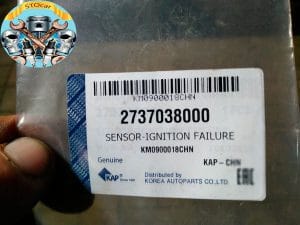 STOcar
KM0900018CHN
2737038000
SENSOR-IGNITION FAILURE
KM0900018CHN
Genuine
KAP - CHN
KAP
Distributed by
KOREA AUTOPARTS CO.,LTD.
EAC